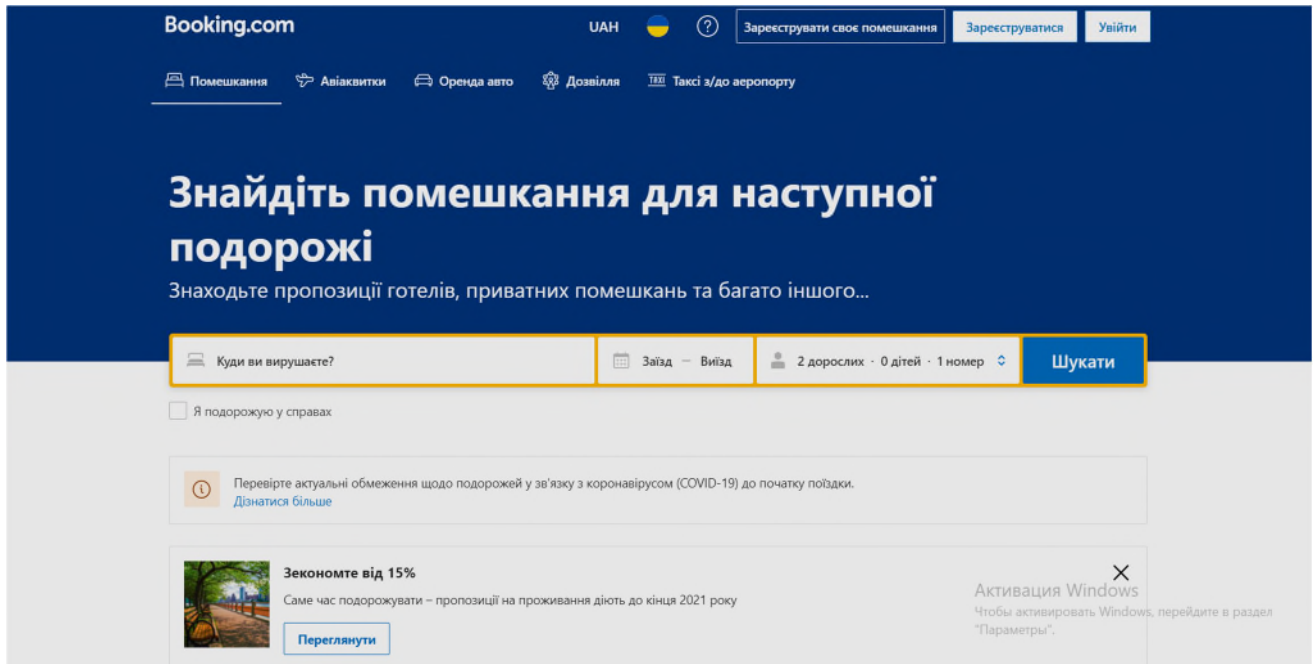 Booking.com
UAH
Зареєструвати своє помешкання
Зареєструватися
Увійти
Помешкання
Авіаквитки
Оренда авто
Дозвілля
TAXI
Таксі з/до аеропорту
Знайдіть помешкання для наступної
подорожі
Знаходьте пропозиції готелів, приватних помешкань та багато іншого...
Куди ви вирушаєте?
Заїзд — Виїзд
2 дорослих · 0 дітей · 1 номер
Шукати
Я подорожую у справах
Перевірте актуальні обмеження щодо подорожей у зв'язку з коронавірусом (COVID-19) до початку поїздки.
Дізнатися більше
Зекономте від 15%
Саме час подорожувати – пропозиції на проживання діють до кінця 2021 року
Переглянути
Активация Windows
Чтобы активировать Windows, перейдите в раздел
"Параметры".